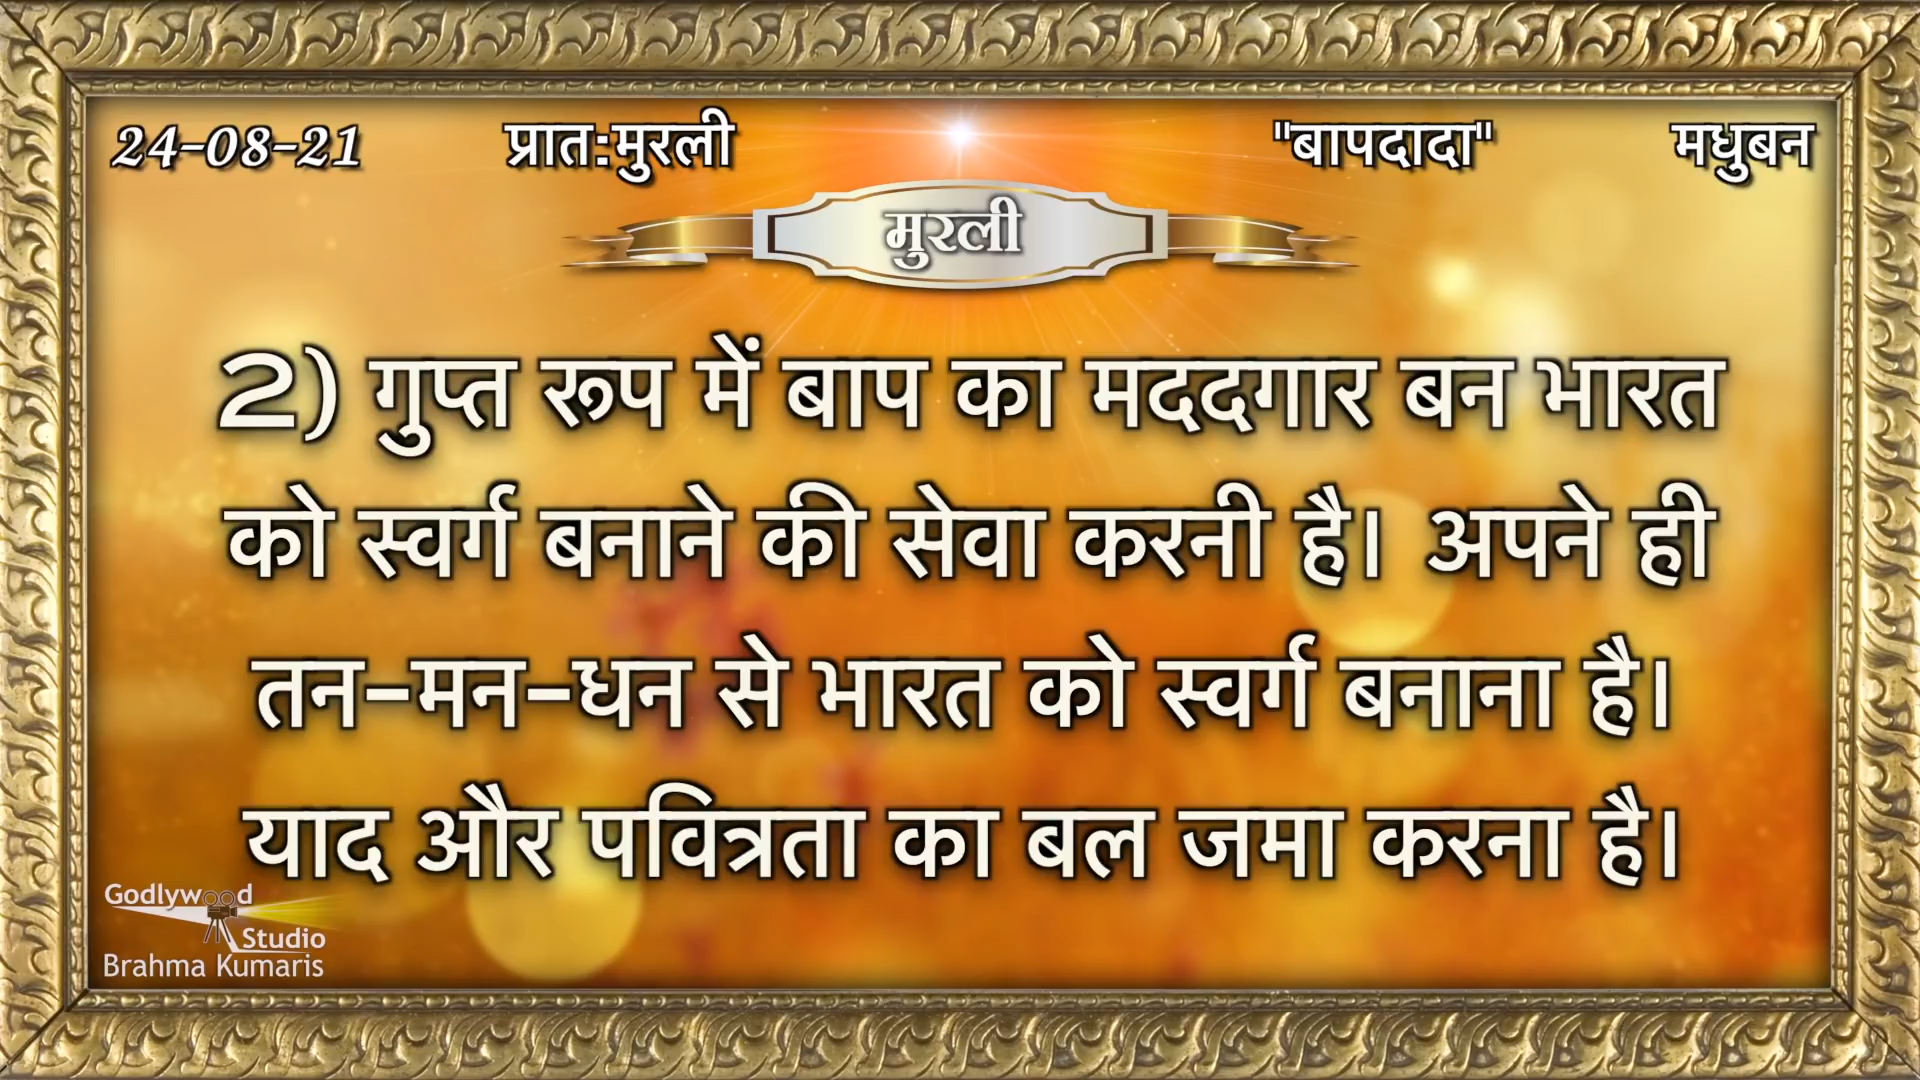 24-08-21 प्रात:मुरली "बापदादा" मधुबन
मुरली
2) गुप्त रूप में बाप का मददगार बन भारत
को स्वर्ग बनाने की सेवा करनी है। अपने ही
तन-मन-धन से भारत को स्वर्ग बनाना है।
याद और पवित्रता का बल जमा करना है।
Godlywood
Studio
Brahma Kumaris